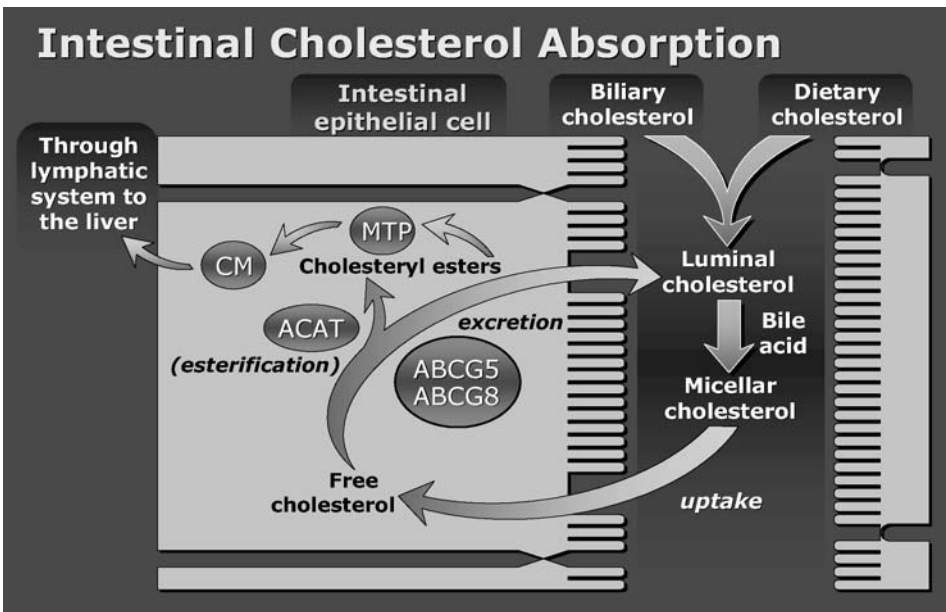 Intestinal Cholesterol Absorption
Intestinal
epithelial cell
Biliary
cholesterol
Dietary
cholesterol
Through
lymphatic
system to
the liver
CM
MTP
Cholesteryl esters
ACAT
(esterification)
excretion
ABCG5
ABCG8
Luminal
cholesterol
Bile
acid
Micellar
cholesterol
Free
cholesterol
uptake